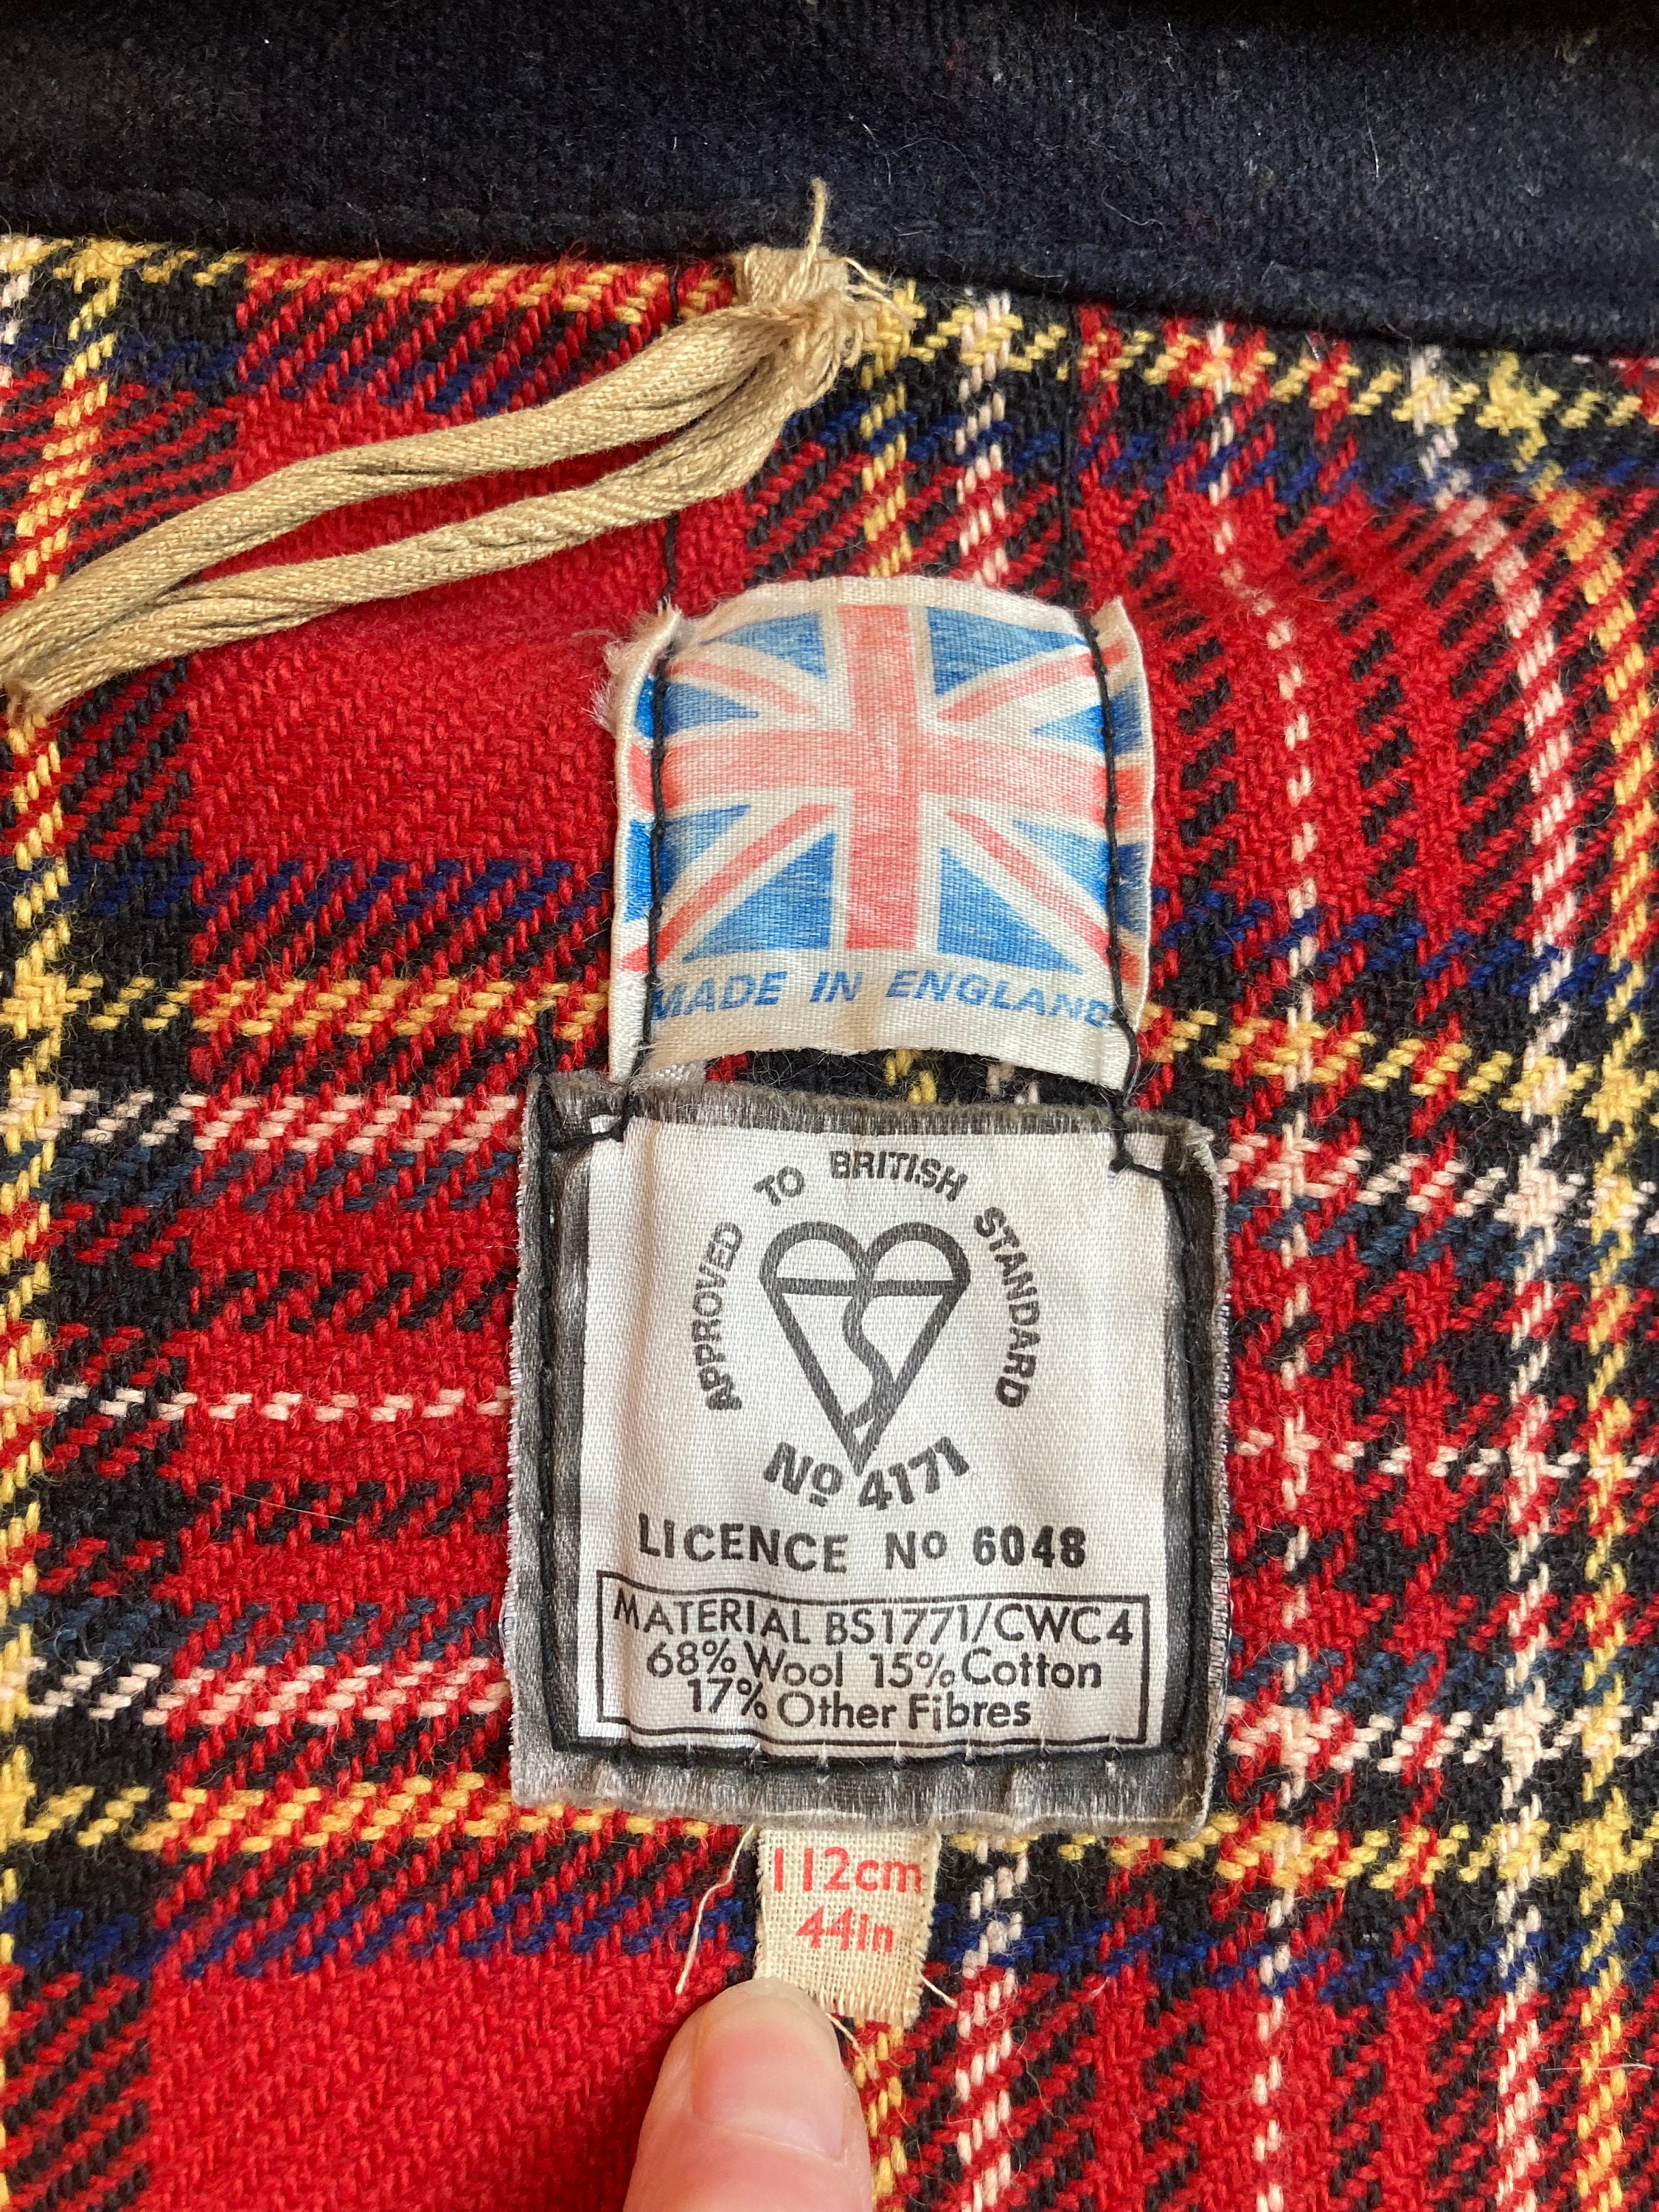 MADE IN ENGLAND
APPROVED TO BRITISH STANDARD
No 4171
LICENCE No 6048
MATERIAL BS1771/CWC4
68% Wool 15% Cotton
17% Other Fibres
112cm
44in